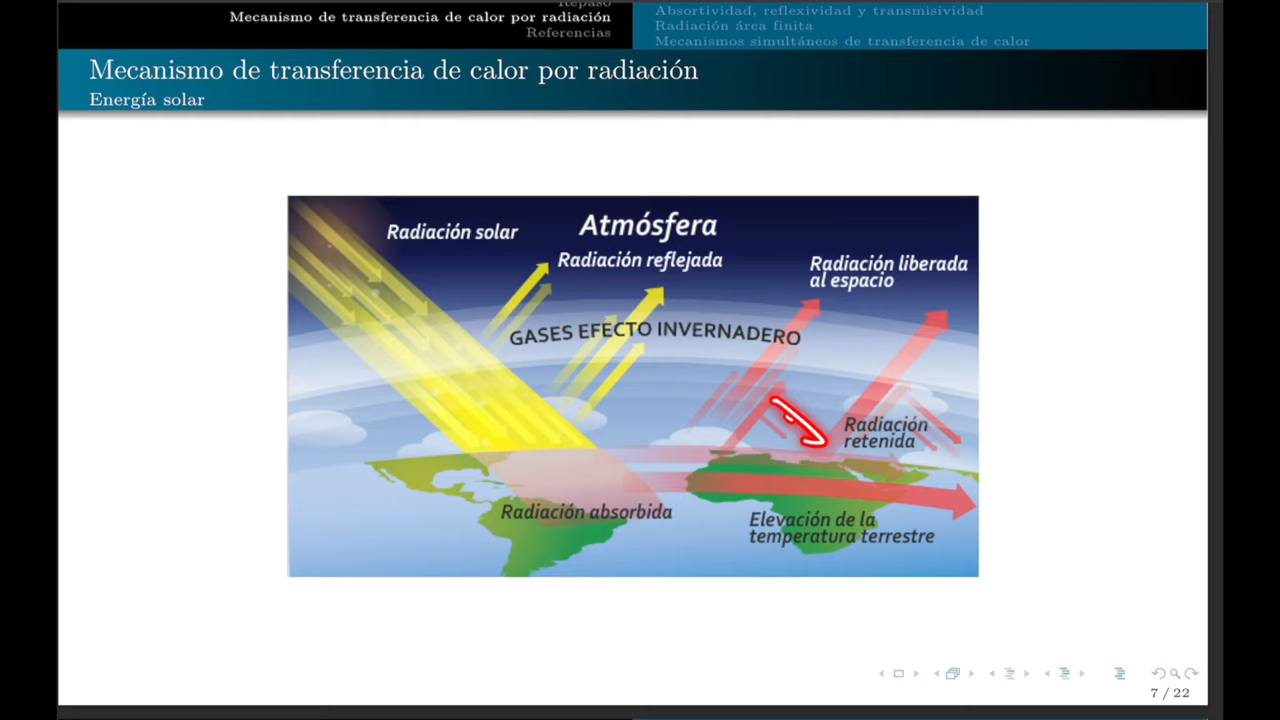 Repaso
Mecanismo de transferencia de calor por radiación
Referencias
Absortividad, reflexividad y transmisividad
Radiación área finita
Mecanismos simultáneos de transferencia de calor
Mecanismo de transferencia de calor por radiación
Energía solar
Radiación solar
Atmósfera
Radiación reflejada
Radiación liberada
al espacio
GASES EFECTO INVERNADERO
Radiación
retenida
Radiación absorbida
Elevación de la
temperatura terrestre
7 / 22